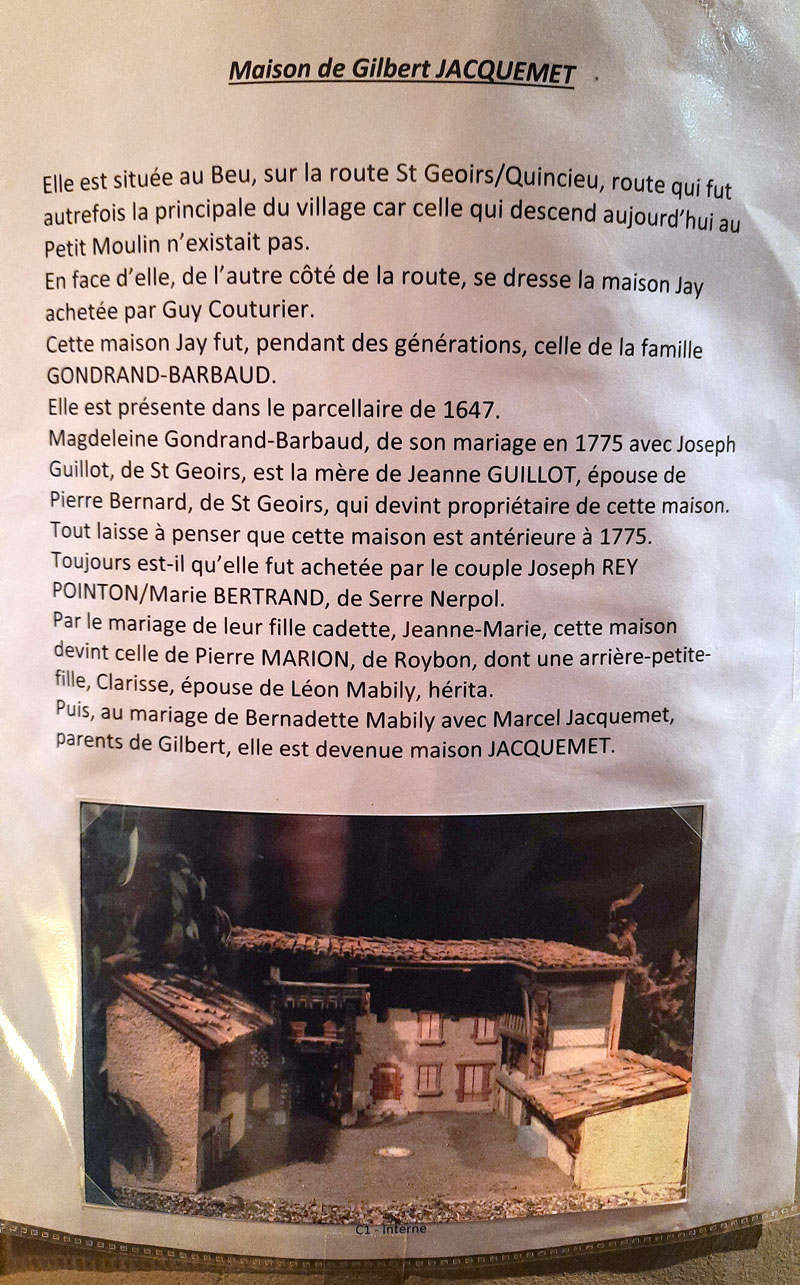 Maison de Gilbert JACQUEMET
Elle est située au Beu, sur la route St Geoirs/Quincieu, route qui fut
autrefois la principale du village car celle qui descend aujourd'hui au
Petit Moulin n'existait pas.
En face d'elle, de l'autre côté de la route, se dresse la maison Jay
achetée par Guy Couturier.
Cette maison Jay fut, pendant des générations, celle de la famille
GONDRAND-BARBAUD.
Elle est présente dans le parcellaire de 1647.
Magdeleine Gondrand-Barbaud, de son mariage en 1775 avec Joseph
Guillot, de St Geoirs, est la mère de Jeanne GUILLOT, épouse de
Pierre Bernard, de St Geoirs, qui devint propriétaire de cette maison.
Tout laisse à penser que cette maison est antérieure à 1775.
Toujours est-il qu'elle fut achetée par le couple Joseph REY
POINTON/Marie BERTRAND, de Serre Nerpol.
Par le mariage de leur fille cadette, Jeanne-Marie, cette maison
devint celle de Pierre MARION, de Roybon, dont une arrière-petite-
fille, Clarisse, épouse de Léon Mabily, hérita.
Puis, au mariage de Bernadette Mabily avec Marcel Jacquemet,
parents de Gilbert, elle est devenue maison JACQUEMET.
C1 - Interne